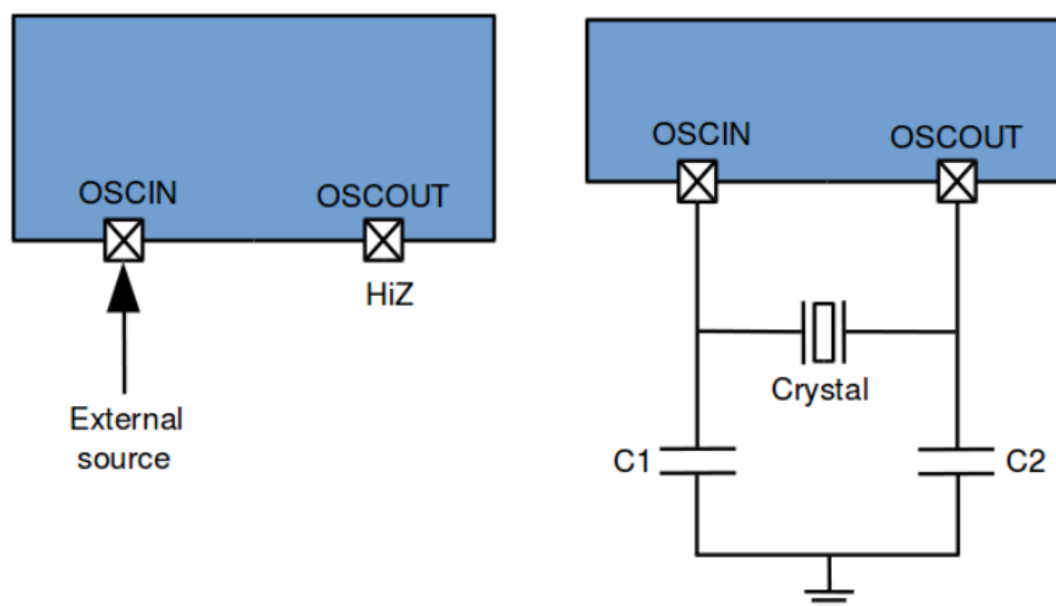 OSCIN
OSCOUT
HiZ
External
source
OSCIN
OSCOUT
Crystal
C1
C2